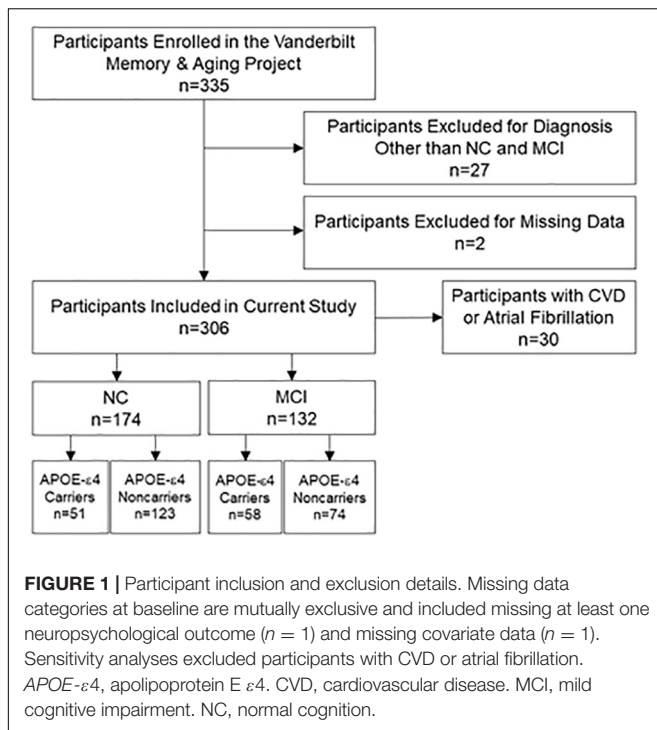 Participants Enrolled in the Vanderbilt
Memory & Aging Project
n=335
Participants Excluded for Diagnosis
Other than NC and MCI
n=27
Participants Excluded for Missing Data
n=2
Participants Included in Current Study
n=306
Participants with CVD
or Atrial Fibrillation
n=30
NC
n=174
MCI
n=132
APOE-ε4
Carriers
n=51
APOE-ε4
Noncarriers
n=123
APOE-ε4
Carriers
n=58
APOE-ε4
Noncarriers
n=74
FIGURE 1 | Participant inclusion and exclusion details. Missing data
categories at baseline are mutually exclusive and included missing at least one
neuropsychological outcome (n = 1) and missing covariate data (n = 1).
Sensitivity analyses excluded participants with CVD or atrial fibrillation.
APOE-ε4, apolipoprotein E ε4. CVD, cardiovascular disease. MCI, mild
cognitive impairment. NC, normal cognition.